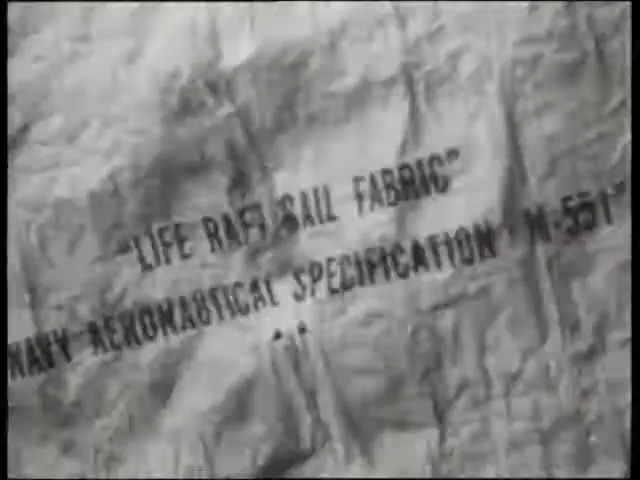 "LIFE RAFT SAIL FABRIC"
NAVY AERONAUTICAL SPECIFICATION M-551"